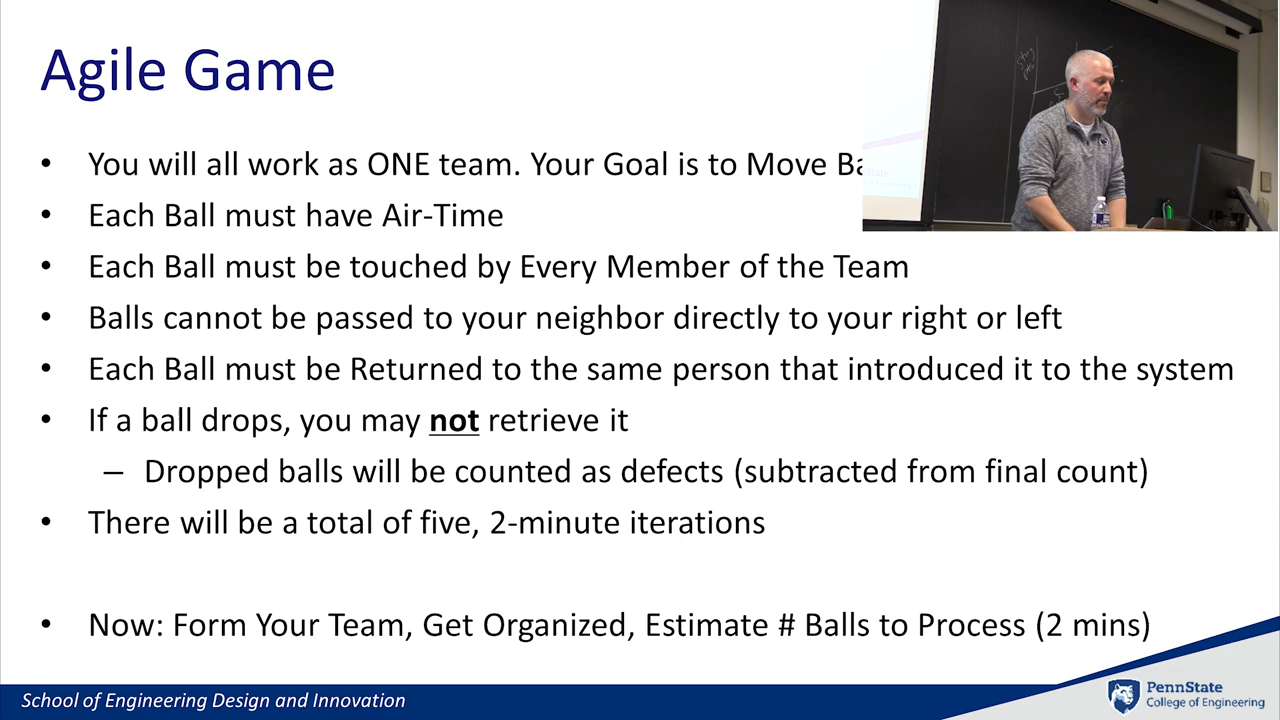 Agile Game
• You will all work as ONE team. Your Goal is to Move
• Each Ball must have Air-Time
• Each Ball must be touched by Every Member of the Team
• Balls cannot be passed to your neighbor directly to your right or left
• Each Ball must be Returned to the same person that introduced it to the system
• If a ball drops, you may not retrieve it
– Dropped balls will be counted as defects (subtracted from final count)
• There will be a total of five, 2-minute iterations
• Now: Form Your Team, Get Organized, Estimate # Balls to Process (2 mins)
School of Engineering Design and Innovation
PennState
College of Engineering